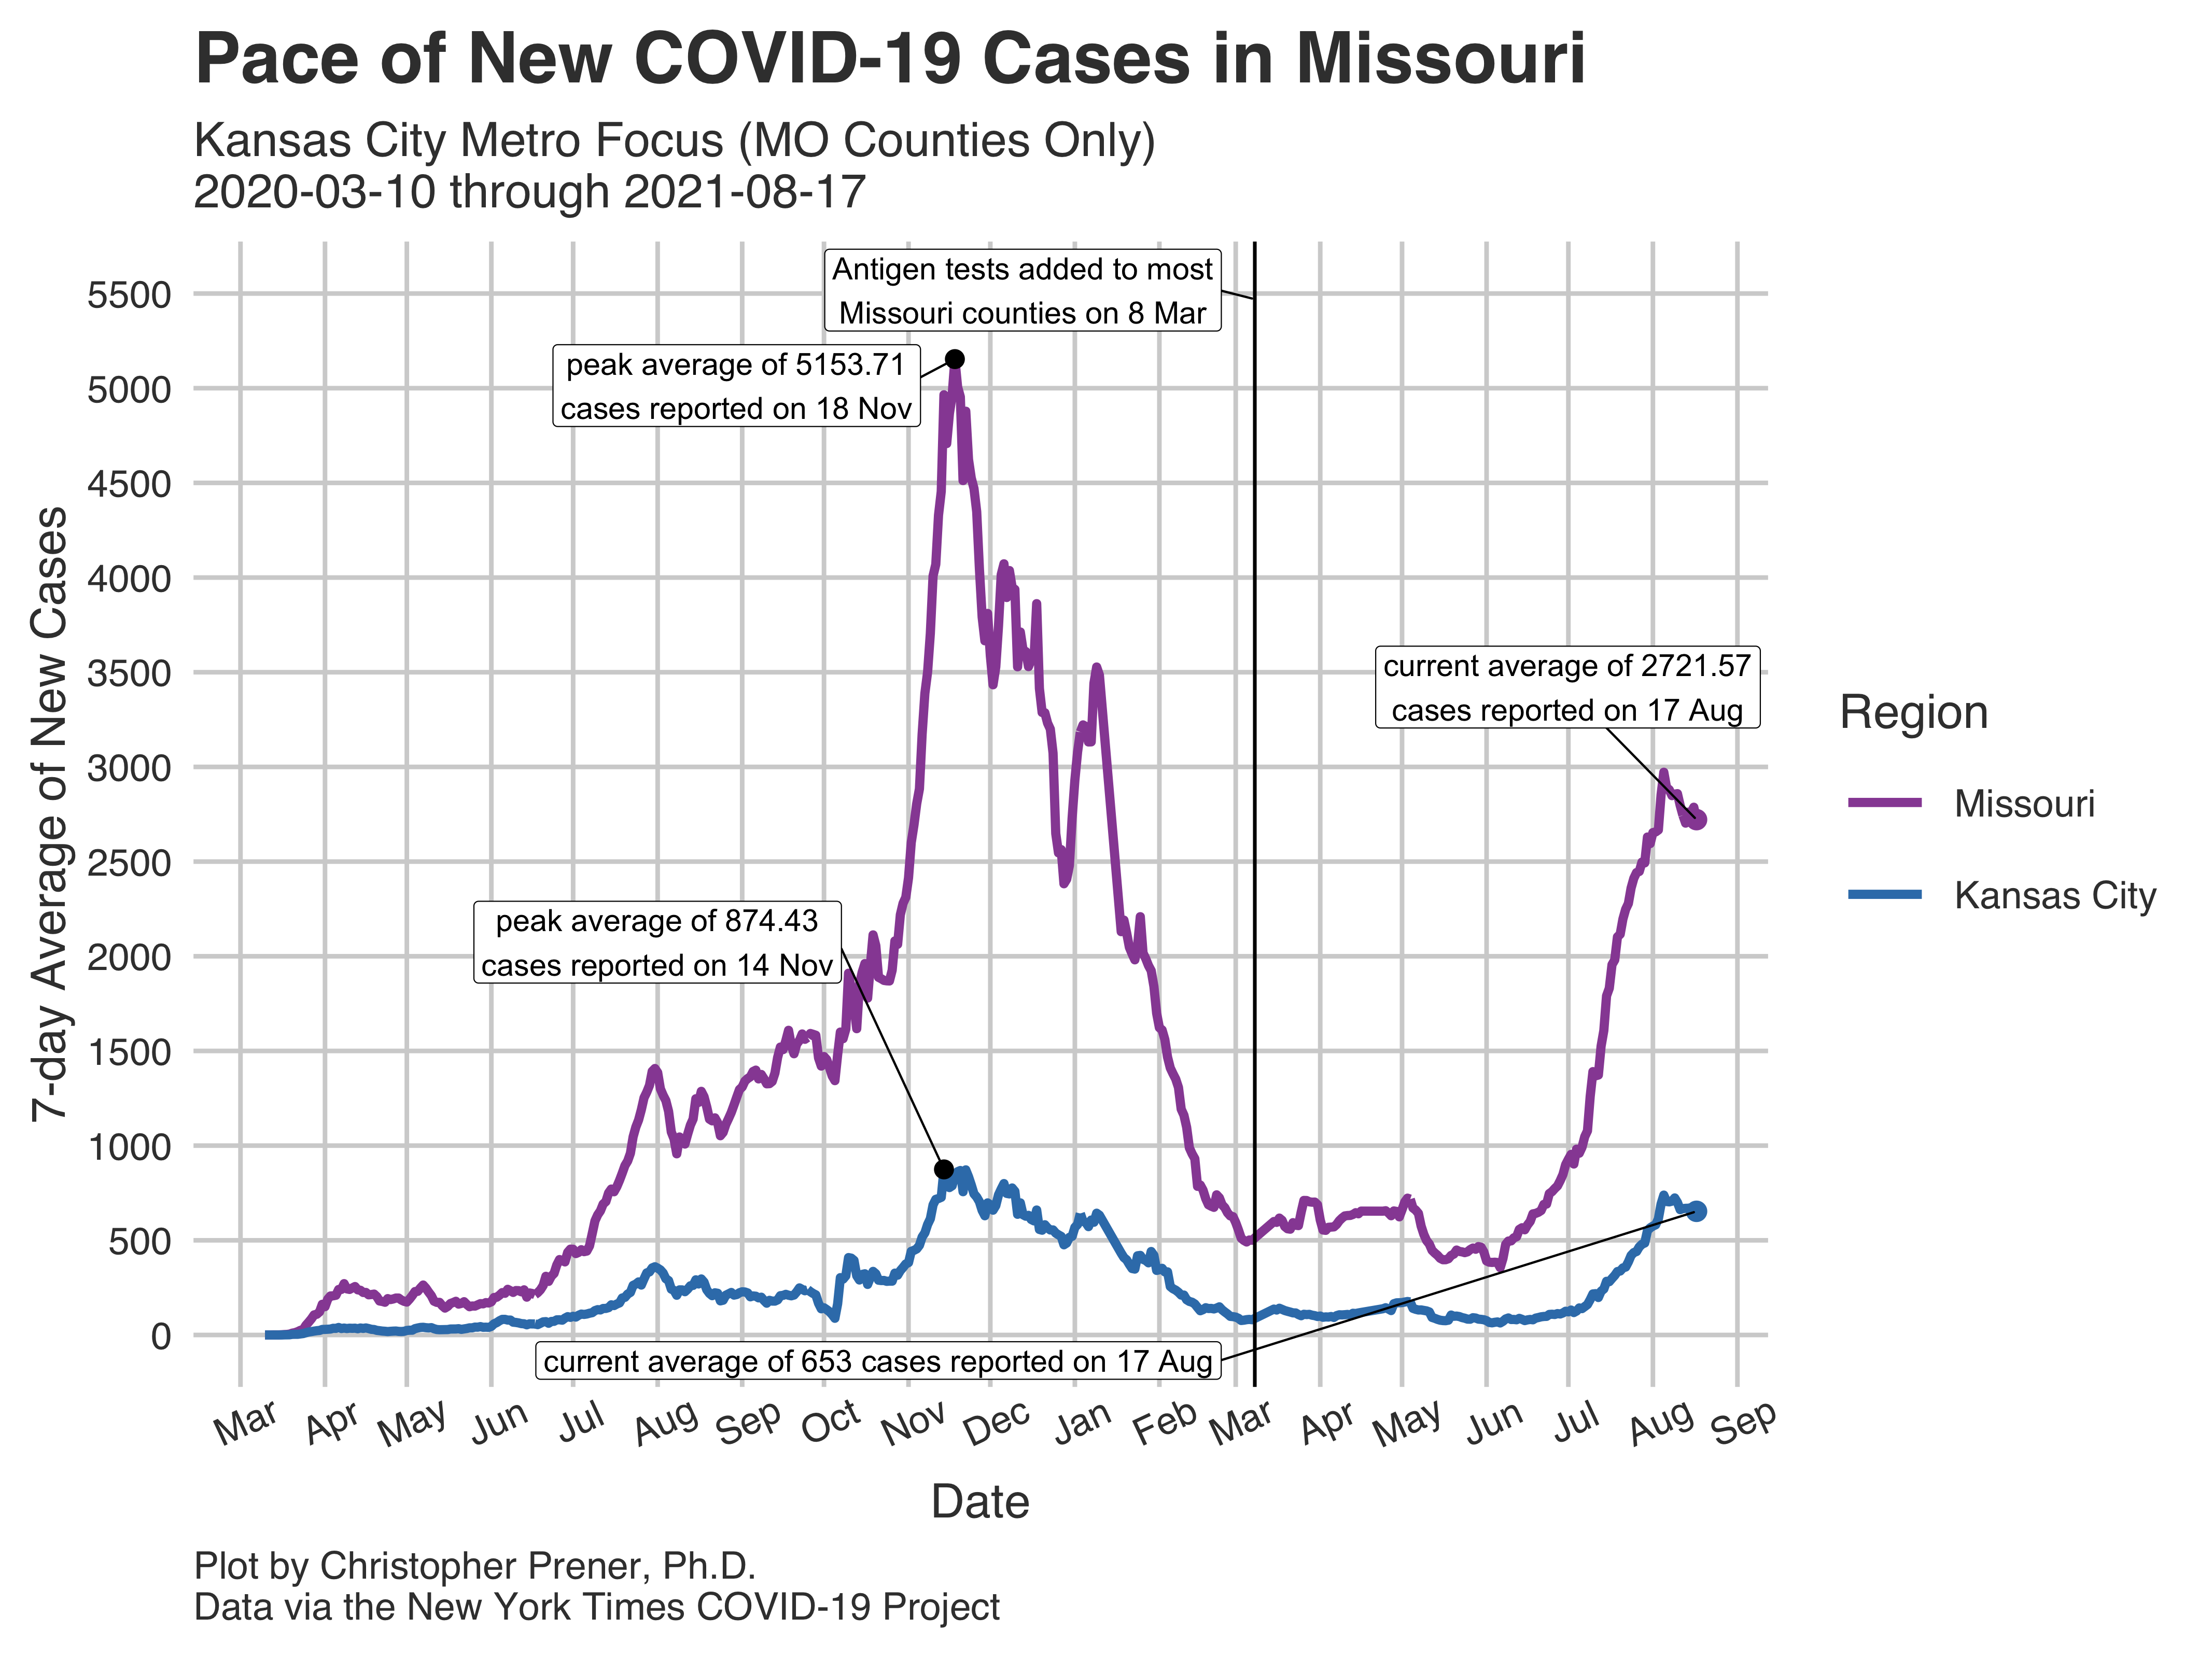 Pace of New COVID-19 Cases in Missouri
Kansas City Metro Focus (MO Counties Only)
2020-03-10 through 2021-08-17
Antigen tests added to most
Missouri counties on 8 Mar
peak average of 5153.71
cases reported on 18 Nov
current average of 2721.57
cases reported on 17 Aug
peak average of 874.43
cases reported on 14 Nov
current average of 653 cases reported on 17 Aug
7-day Average of New Cases
5500
5000
4500
4000
3500
3000
2500
2000
1500
1000
500
0
Mar Apr May Jun Jul Aug Sep Oct Nov Dec Jan Feb Mar Apr May Jun Jul Aug Sep
Date
Region
Missouri
Kansas City
Plot by Christopher Prener, Ph.D.
Data via the New York Times COVID-19 Project